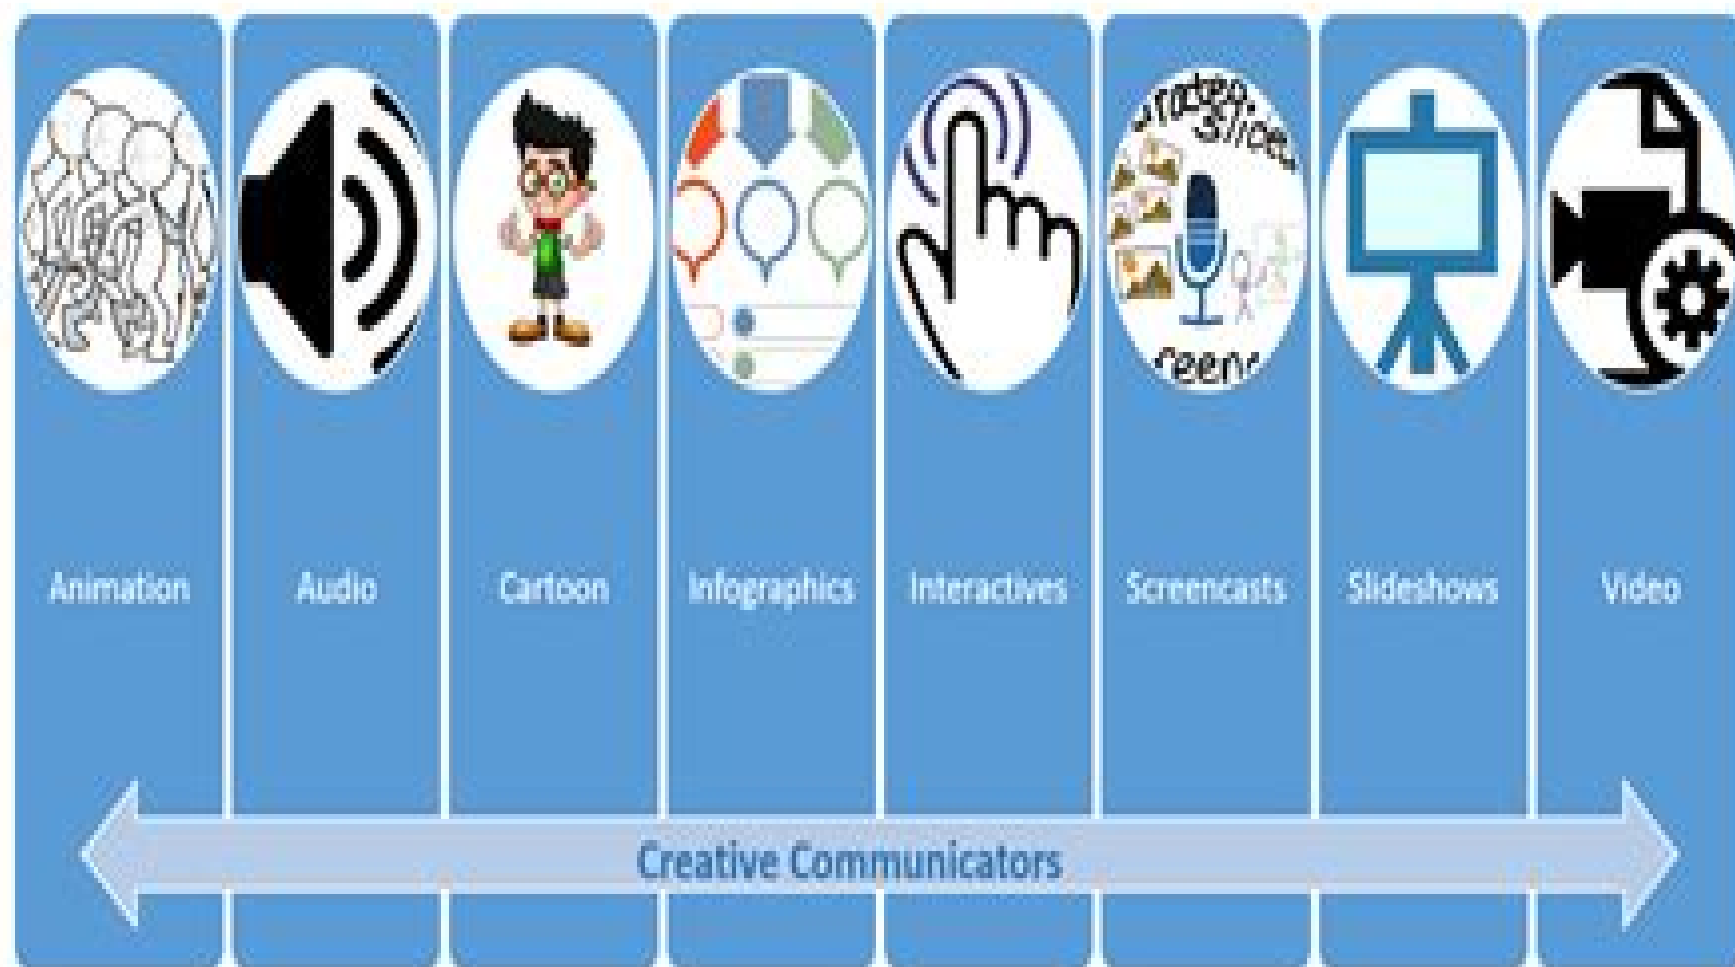 Animation
Audio
Cartoon
Infographics
Interactives
Screencasts
Slideshows
Video
Creative Communicators